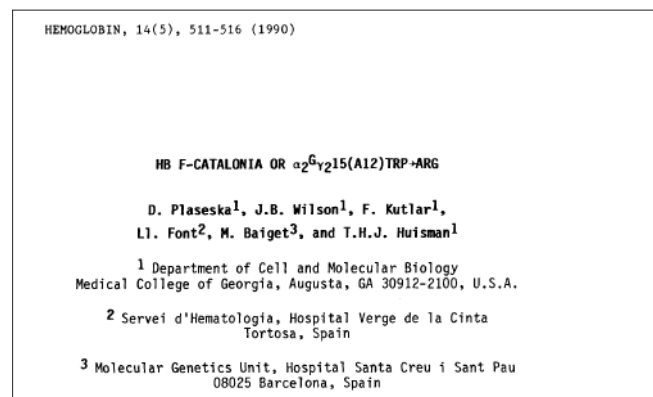 HEMOGLOBIN, 14(5), 511-516 (1990)
HB F-CATALONIA OR α₂ᴳγ₂15(A12)TRP→ARG
D. Plaseska¹, J.B. Wilson¹, F. Kutlar¹,
Ll. Font², M. Baiget³, and T.H.J. Huisman¹
¹ Department of Cell and Molecular Biology
Medical College of Georgia, Augusta, GA 30912-2100, U.S.A.
² Servei d'Hematologia, Hospital Verge de la Cinta
Tortosa, Spain
³ Molecular Genetics Unit, Hospital Santa Creu i Sant Pau
08025 Barcelona, Spain